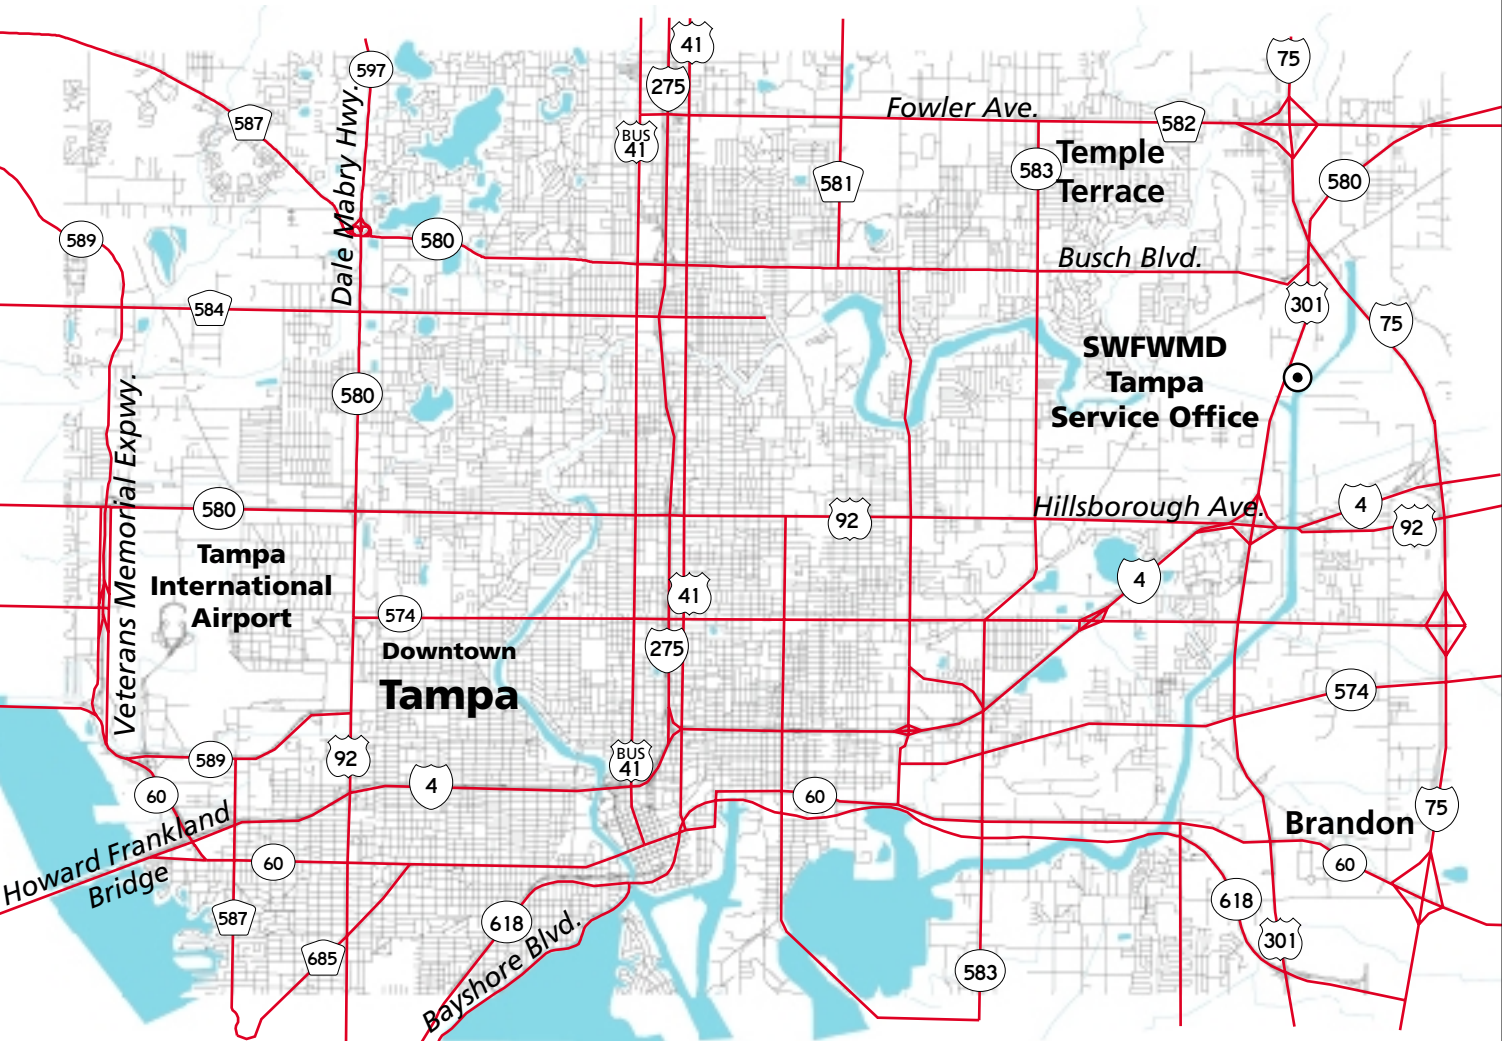 41
597
75
275
Fowler Ave.
587
582
BUS
41
Temple
Terrace
583
580
581
Dale Mabry Hwy.
589
580
Busch Blvd.
584
301
75
SWFWMD
Tampa
Service Office
580
Veterans Memorial Expwy.
580
92
Hillsborough Ave.
4
92
Tampa
International
Airport
4
41
574
275
Downtown
Tampa
574
589
92
BUS
41
4
60
60
75
Brandon
Howard Frankland
Bridge
60
60
587
618
618
Bayshore Blvd.
301
685
583